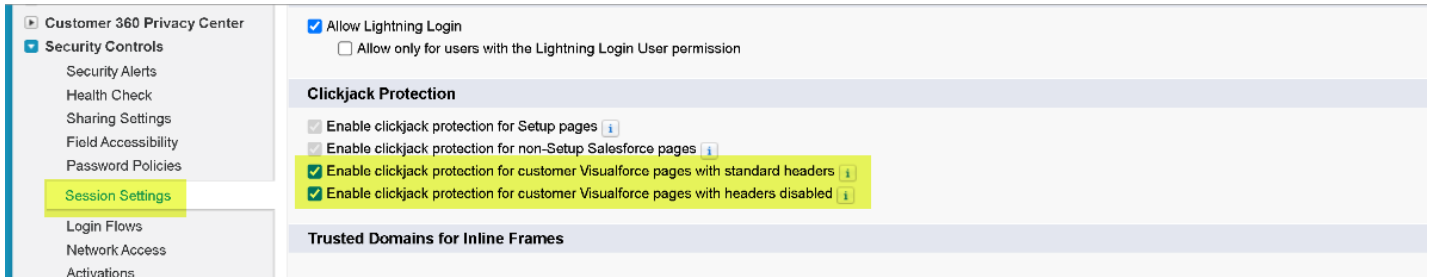 Customer 360 Privacy Center
Security Controls
Security Alerts
Health Check
Sharing Settings
Field Accessibility
Password Policies
Session Settings
Login Flows
Network Access
Activations
Allow Lightning Login
Allow only for users with the Lightning Login User permission
Clickjack Protection
Enable clickjack protection for Setup pages i
Enable clickjack protection for non-Setup Salesforce pages i
Enable clickjack protection for customer Visualforce pages with standard headers i
Enable clickjack protection for customer Visualforce pages with headers disabled i
Trusted Domains for Inline Frames